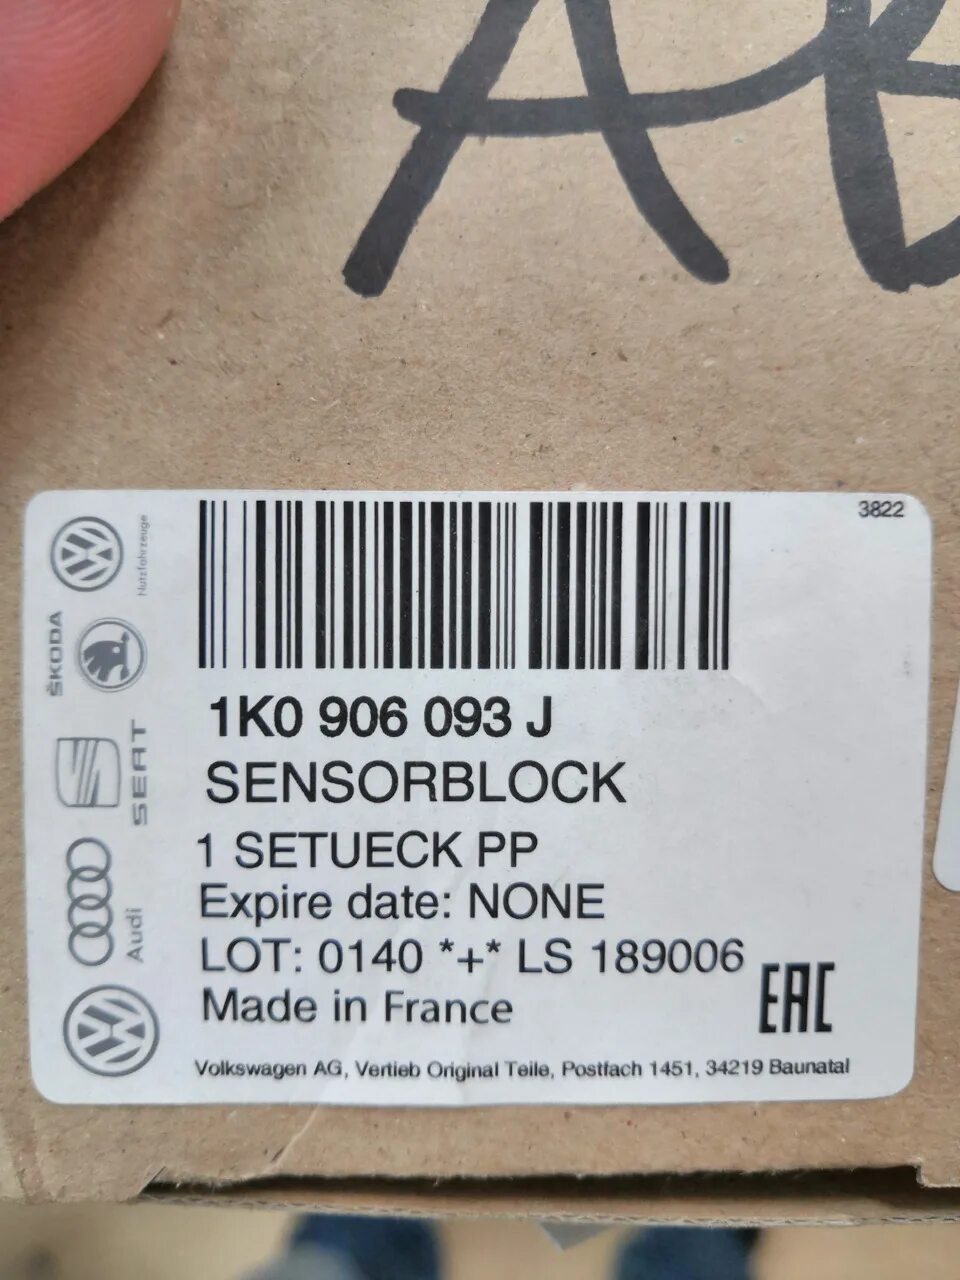 3822
Nutzfahrzeuge
ŠKODA
SEAT
Audi
1K0 906 093 J
SENSORBLOCK
1 SETUECK PP
Expire date: NONE
LOT: 0140 *+* LS 189006
Made in France
EAC
Volkswagen AG, Vertieb Original Teile, Postfach 1451, 34219 Baunatal